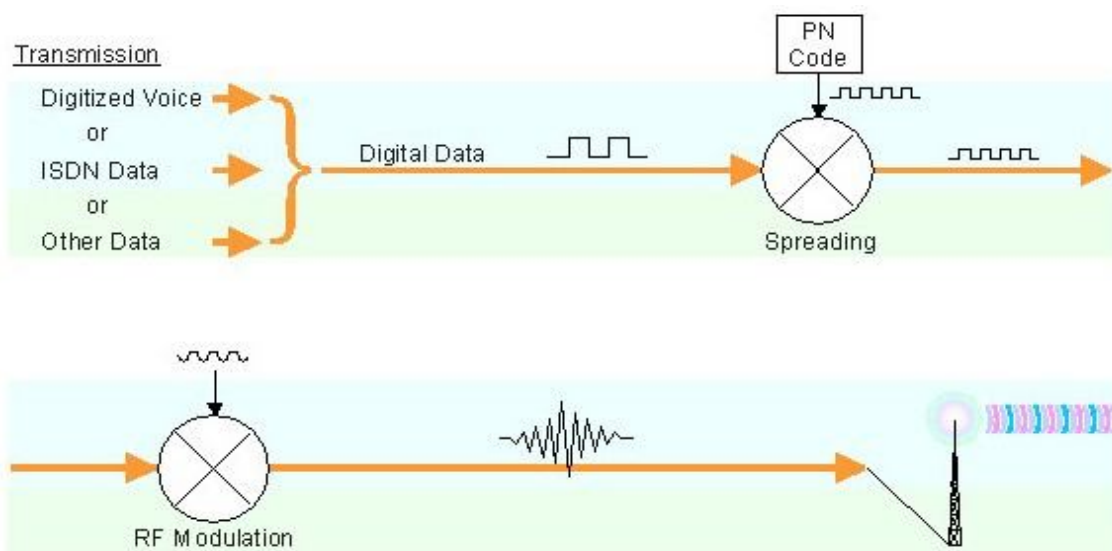 PN
Code
Transmission
Digitized Voice
or
ISDN Data
or
Other Data
Digital Data
Spreading
RF Modulation